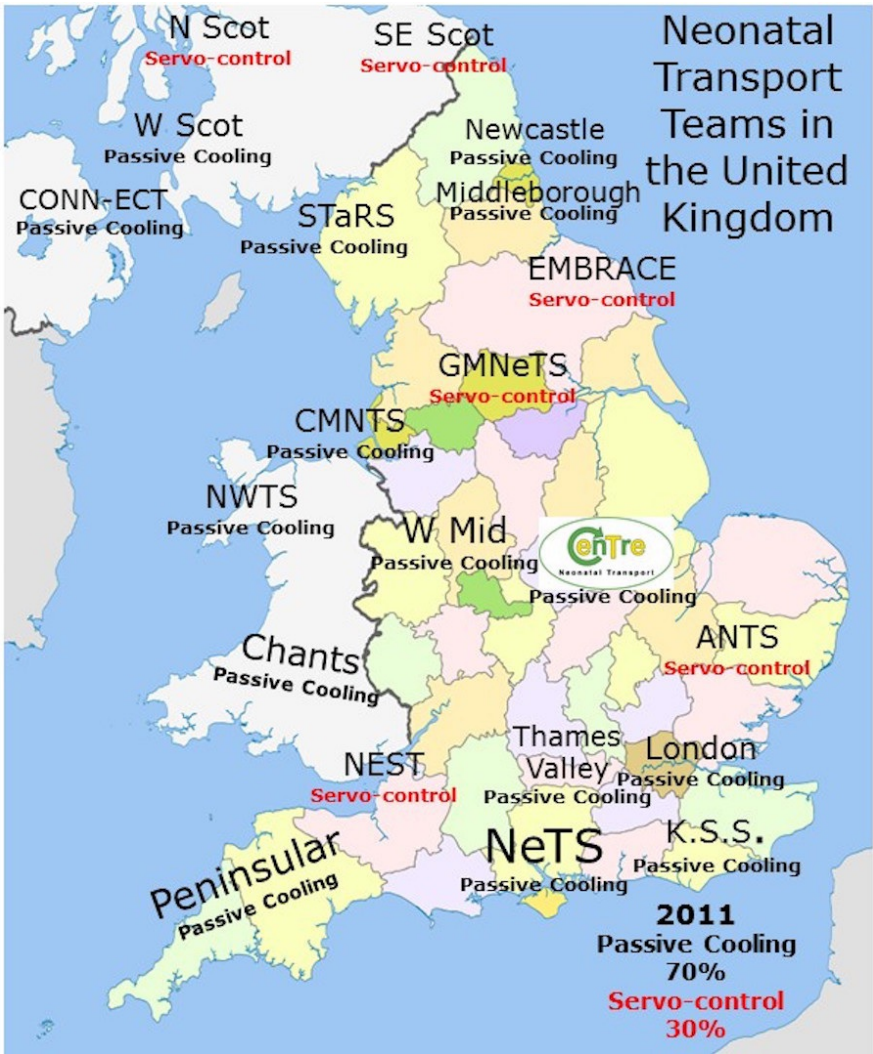 Neonatal
Transport
Teams in
the United
Kingdom
N Scot
Servo-control
SE Scot
Servo-control
W Scot
Passive Cooling
Newcastle
Passive Cooling
CONN-ECT
Passive Cooling
Middleborough
Passive Cooling
STaRS
Passive Cooling
EMBRACE
Servo-control
GMNeTS
Servo-control
CMNTS
Passive Cooling
NWTS
Passive Cooling
W Mid
Passive Cooling
CenTre
Neonatal Transport
Passive Cooling
ANTS
Servo-control
Chants
Passive Cooling
Thames
Valley
Passive Cooling
London
Passive Cooling
NEST
Servo-control
NeTS
Passive Cooling
K.S.S.
Passive Cooling
Peninsular
Passive Cooling
2011
Passive Cooling
70%
Servo-control
30%